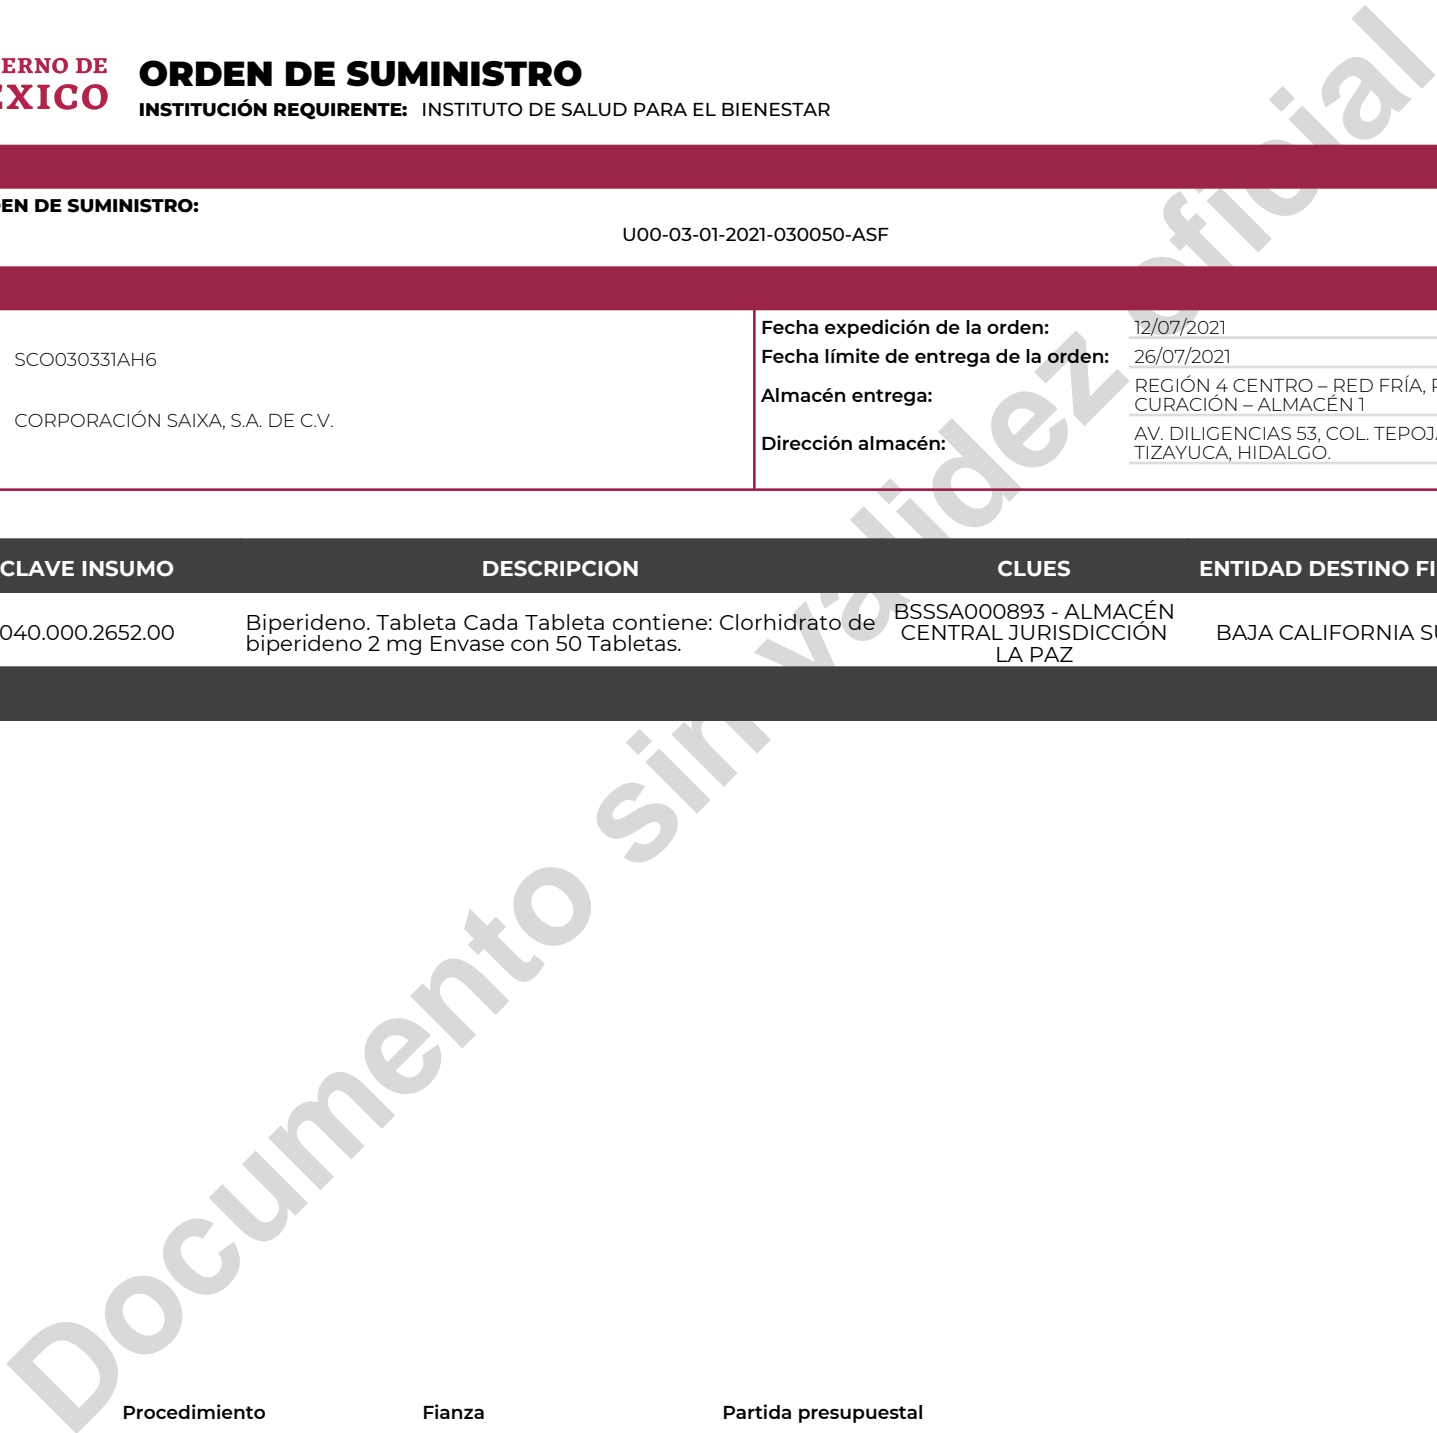 ERNO DE
ÉXICO
ORDEN DE SUMINISTRO
INSTITUCIÓN REQUIRENTE: INSTITUTO DE SALUD PARA EL BIENESTAR
EN DE SUMINISTRO:
U00-03-01-2021-030050-ASF
SCO030331AH6
CORPORACIÓN SAIXA, S.A. DE C.V.
Fecha expedición de la orden: 12/07/2021
Fecha límite de entrega de la orden: 26/07/2021
Almacén entrega: REGIÓN 4 CENTRO – RED FRÍA,
CURACIÓN – ALMACÉN 1
Dirección almacén: AV. DILIGENCIAS 53, COL. TEPOJ
TIZAYUCA, HIDALGO.
CLAVE INSUMO DESCRIPCION CLUES ENTIDAD DESTINO FI
040.000.2652.00
Biperideno. Tableta Cada Tableta contiene: Clorhidrato de
biperideno 2 mg Envase con 50 Tabletas.
BSSSA000893 - ALMACÉN
CENTRAL JURISDICCIÓN
LA PAZ
BAJA CALIFORNIA S
Documento sin validez oficial
Procedimiento Fianza Partida presupuestal